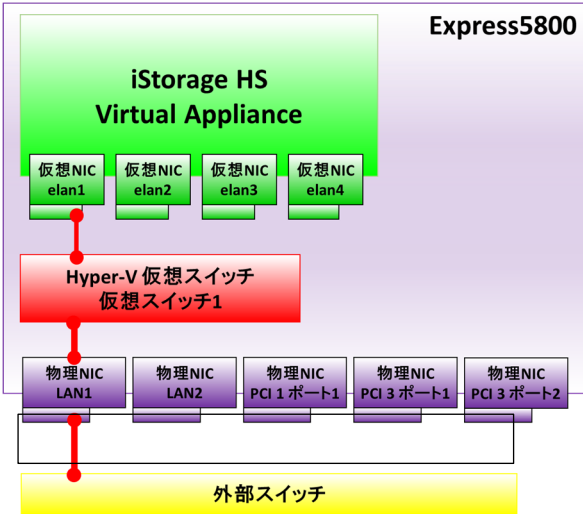 Express5800
iStorage HS
Virtual Appliance
仮想NIC
elan1
仮想NIC
elan2
仮想NIC
elan3
仮想NIC
elan4
Hyper-V 仮想スイッチ
仮想スイッチ1
物理NIC
LAN1
物理NIC
LAN2
物理NIC
PCI 1 ポート1
物理NIC
PCI 3 ポート1
物理NIC
PCI 3 ポート2
外部スイッチ